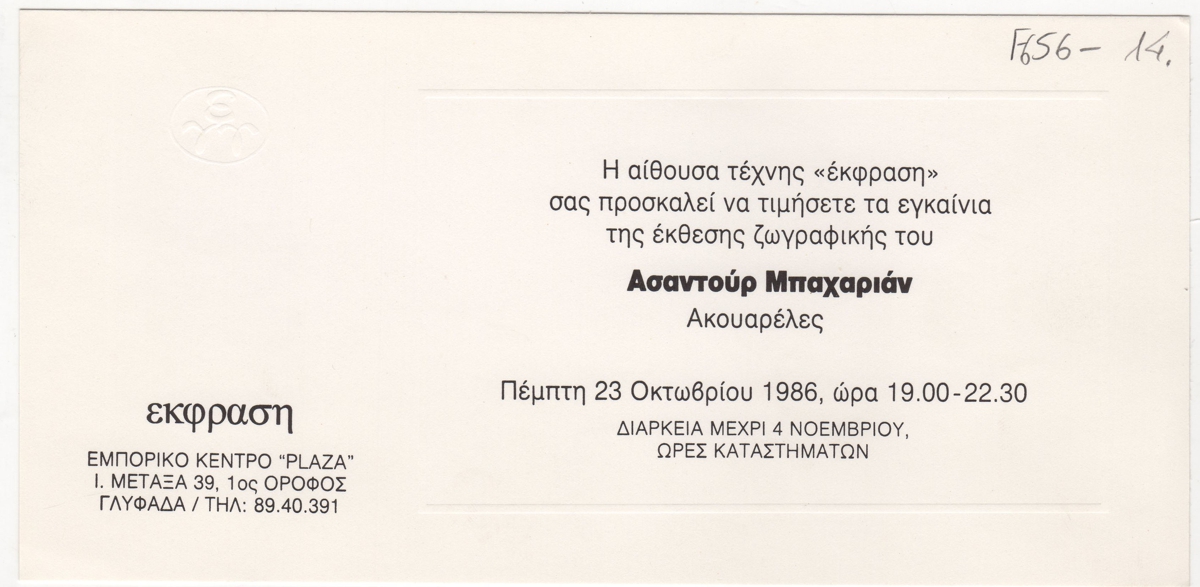 F656- 14.
Η αίθουσα τέχνης «έκφραση»
σας προσκαλεί να τιμήσετε τα εγκαίνια
της έκθεσης ζωγραφικής του
Ασαντούρ Μπαχαριάν
Ακουαρέλες
Πέμπτη 23 Οκτωβρίου 1986, ώρα 19.00-22.30
ΔΙΑΡΚΕΙΑ ΜΕΧΡΙ 4 ΝΟΕΜΒΡΙΟΥ,
ΩΡΕΣ ΚΑΤΑΣΤΗΜΑΤΩΝ
εκφραση
ΕΜΠΟΡΙΚΟ ΚΕΝΤΡΟ “PLAZA”
Ι. ΜΕΤΑΞΑ 39, 1ος ΟΡΟΦΟΣ
ΓΛΥΦΑΔΑ / ΤΗΛ: 89.40.391